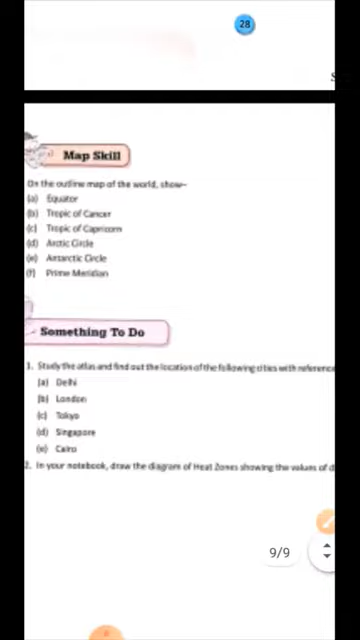 28
S
Map Skill
On the outline map of the world, show–
(a) Equator
(b) Tropic of Cancer
(c) Tropic of Capricorn
(d) Arctic Circle
(e) Antarctic Circle
(f) Prime Meridian
Something To Do
1. Study the atlas and find out the location of the following cities with reference
(a) Delhi
(b) London
(c) Tokyo
(d) Singapore
(e) Cairo
2. In your notebook, draw the diagram of Heat Zones showing the values of d
9/9